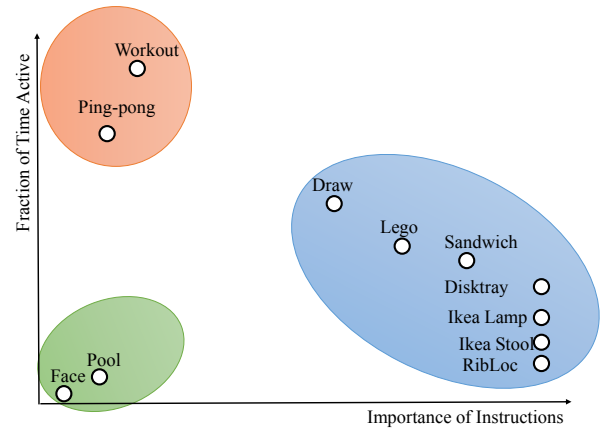 Workout
Ping-pong
Fraction of Time Active
Draw
Lego
Sandwich
Disktray
Ikea Lamp
Ikea Stool
RibLoc
Pool
Face
Importance of Instructions